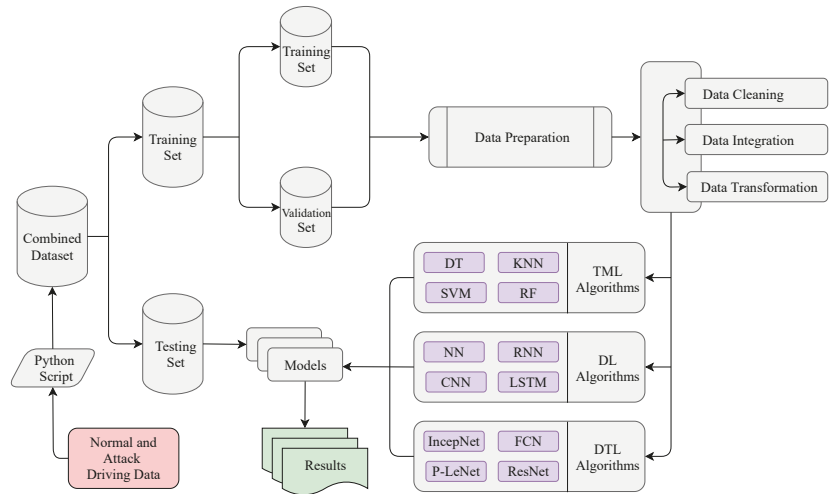 Training
Set
Training
Set
Validation
Set
Data Preparation
Data Cleaning
Data Integration
Data Transformation
Combined
Dataset
Testing
Set
Python
Script
Normal and
Attack
Driving Data
Models
Results
DT
KNN
SVM
RF
TML
Algorithms
NN
RNN
CNN
LSTM
DL
Algorithms
IncepNet
FCN
P-LeNet
ResNet
DTL
Algorithms